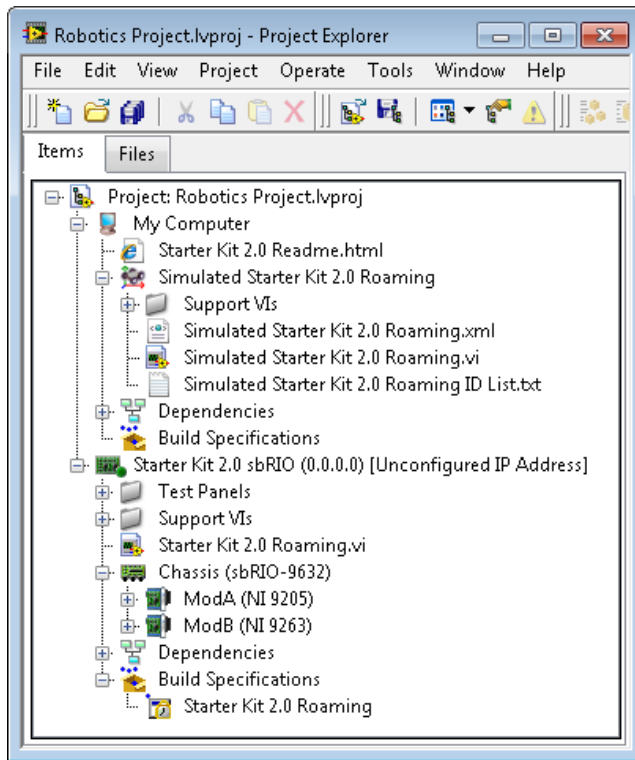 Robotics Project.lvproj - Project Explorer
File Edit View Project Operate Tools Window Help
Items Files
Project: Robotics Project.lvproj
My Computer
Starter Kit 2.0 Readme.html
Simulated Starter Kit 2.0 Roaming
Support VIs
Simulated Starter Kit 2.0 Roaming.xml
Simulated Starter Kit 2.0 Roaming.vi
Simulated Starter Kit 2.0 Roaming ID List.txt
Dependencies
Build Specifications
Starter Kit 2.0 sbRIO (0.0.0.0) [Unconfigured IP Address]
Test Panels
Support VIs
Starter Kit 2.0 Roaming.vi
Chassis (sbRIO-9632)
ModA (NI 9205)
ModB (NI 9263)
Dependencies
Build Specifications
Starter Kit 2.0 Roaming